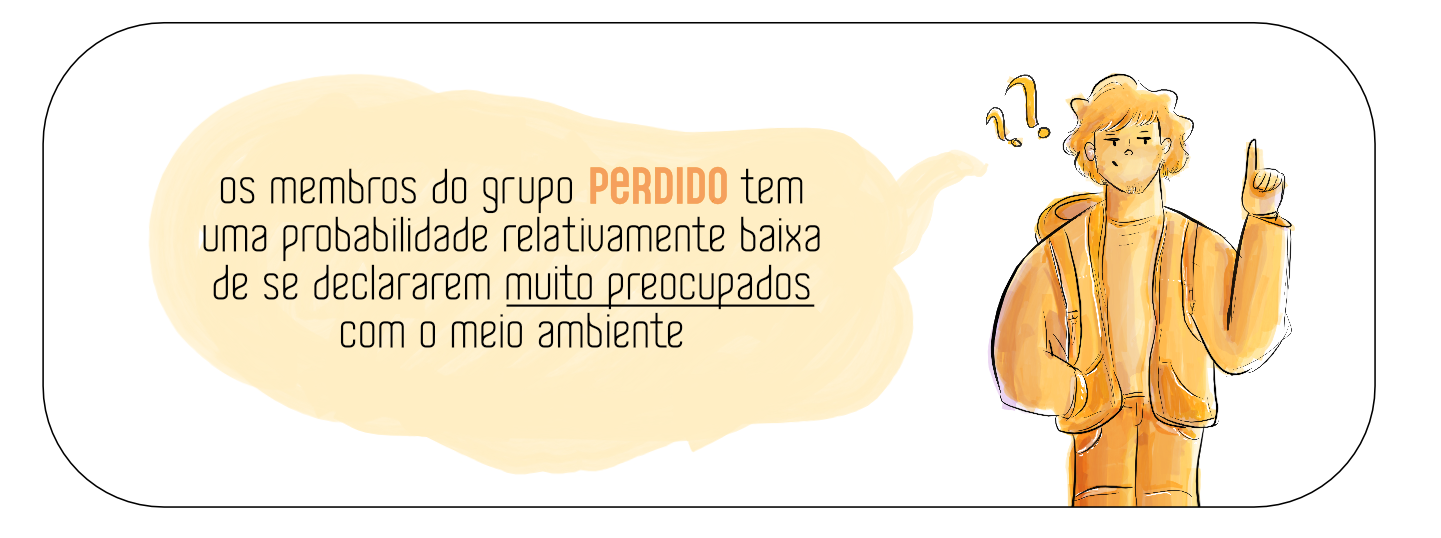 os membros do grupo PERDIDO tem
uma probabilidade relativamente baixa
de se declararem muito preocupados
com o meio ambiente
??